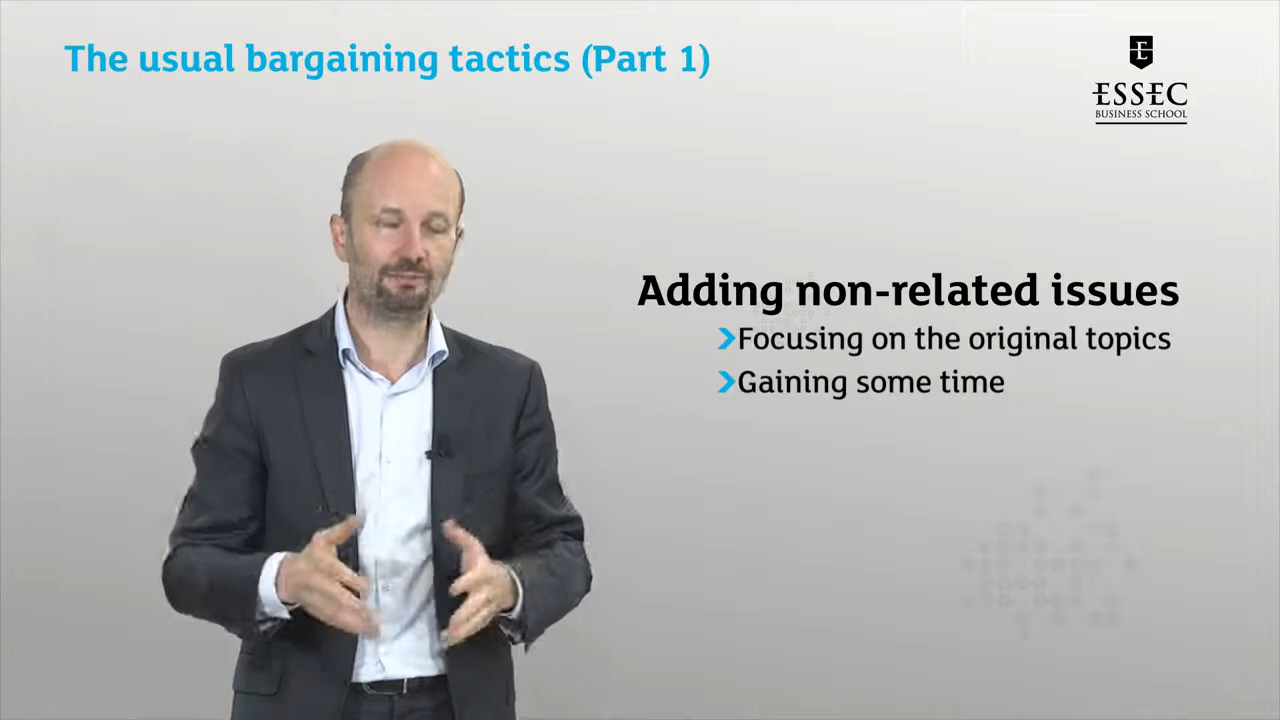 The usual bargaining tactics (Part 1)
E
ESSEC
BUSINESS SCHOOL
Adding non-related issues
Focusing on the original topics
Gaining some time